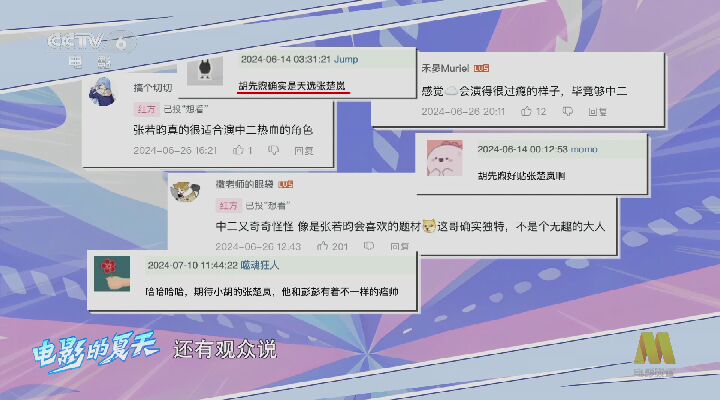 CCTV 6
电影
2024-06-14 03:31:21 Jump
胡先煦确实是天选张楚岚
搞个切切
红方 已投“想看”
张若昀真的很适合演中二热血的角色
2024-06-26 16:21 1 回复
禾晏Muriel LV5
感觉☁️会演得很过瘾的样子，毕竟够中二
2024-06-26 20:11 12 回复
2024-06-14 00:12:53 momo
胡先煦好贴张楚岚啊
老师的眼袋 LV5
红方 已投“想看”
中二又奇奇怪怪 像是张若昀会喜欢的题材🐶这哥确实独特，不是个无趣的大人
2024-06-26 12:43 201 回复
2024-07-10 11:44:22 噬魂狂人
哈哈哈哈，期待小胡的张楚岚，他和彭彭有着不一样的痞帅
电影的夏天
还有观众说
电影频道